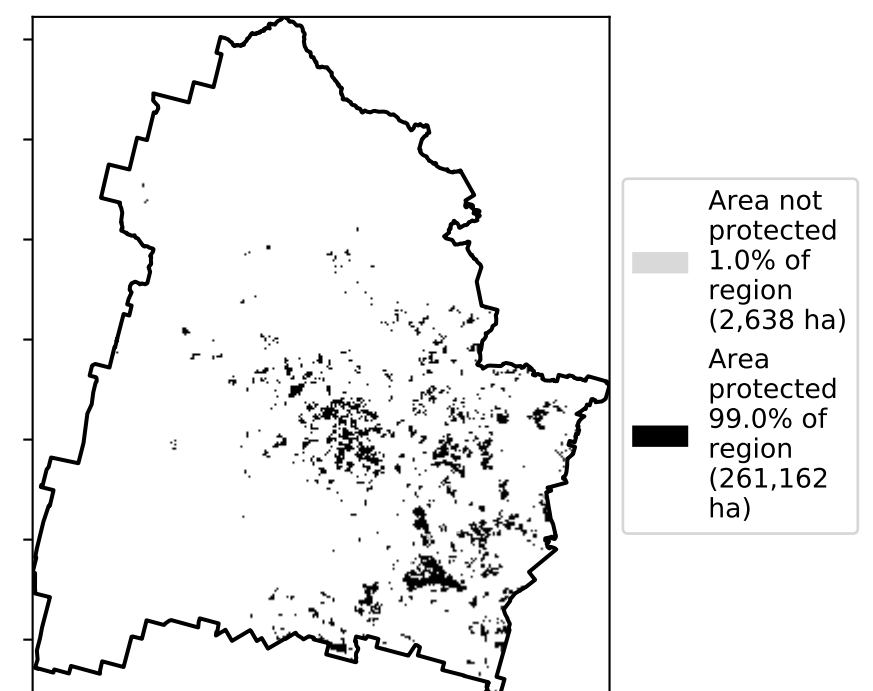 Area not
protected
1.0% of
region
(2,638 ha)
Area
protected
99.0% of
region
(261,162
ha)